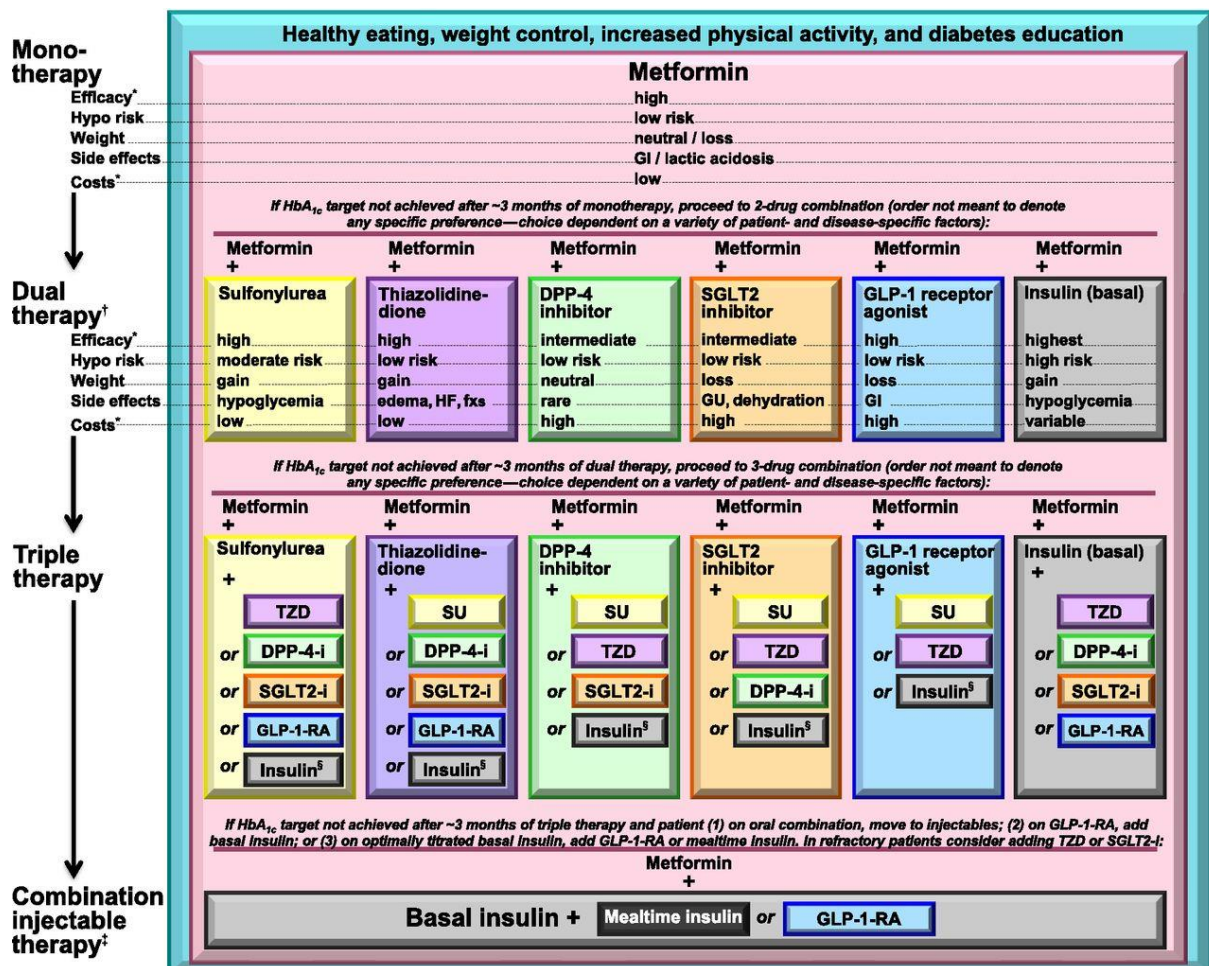 Healthy eating, weight control, increased physical activity, and diabetes education
Mono-
therapy
Metformin
Efficacy* high
Hypo risk low risk
Weight neutral / loss
Side effects GI / lactic acidosis
Costs* low
If HbA1c target not achieved after ~3 months of monotherapy, proceed to 2-drug combination (order not meant to denote
any specific preference—choice dependent on a variety of patient- and disease-specific factors):
Metformin Metformin Metformin Metformin Metformin Metformin
+ + + + + +
Dual
therapy†
Sulfonylurea
Thiazolidine-
dione
DPP-4
inhibitor
SGLT2
inhibitor
GLP-1 receptor
agonist
Insulin (basal)
Efficacy* high high intermediate intermediate high highest
Hypo risk moderate risk low risk low risk low risk low risk high risk
Weight gain gain neutral loss loss gain
Side effects hypoglycemia edema, HF, fxs rare GU, dehydration GI hypoglycemia
Costs* low low high high high variable
If HbA1c target not achieved after ~3 months of dual therapy, proceed to 3-drug combination (order not meant to denote
any specific preference—choice dependent on a variety of patient- and disease-specific factors):
Triple
therapy
Metformin
+
Sulfonylurea
+
TZD
or DPP-4-i
or SGLT2-i
or GLP-1-RA
or Insulin§
Metformin
+
Thiazolidine-
dione
+
SU
or DPP-4-i
or SGLT2-i
or GLP-1-RA
or Insulin§
Metformin
+
DPP-4
inhibitor
+
SU
or TZD
or SGLT2-i
or Insulin§
Metformin
+
SGLT2
inhibitor
+
SU
or TZD
or DPP-4-i
or Insulin§
Metformin
+
GLP-1 receptor
agonist
+
SU
or TZD
or Insulin§
Metformin
+
Insulin (basal)
+
TZD
or DPP-4-i
or SGLT2-i
or GLP-1-RA
If HbA1c target not achieved after ~3 months of triple therapy and patient (1) on oral combination, move to injectables; (2) on GLP-1-RA, add
basal insulin; or (3) on optimally titrated basal insulin, add GLP-1-RA or mealtime insulin. In refractory patients consider adding TZD or SGLT2-i:
Metformin
+
Combination
injectable
therapy‡
Basal insulin + Mealtime insulin or GLP-1-RA